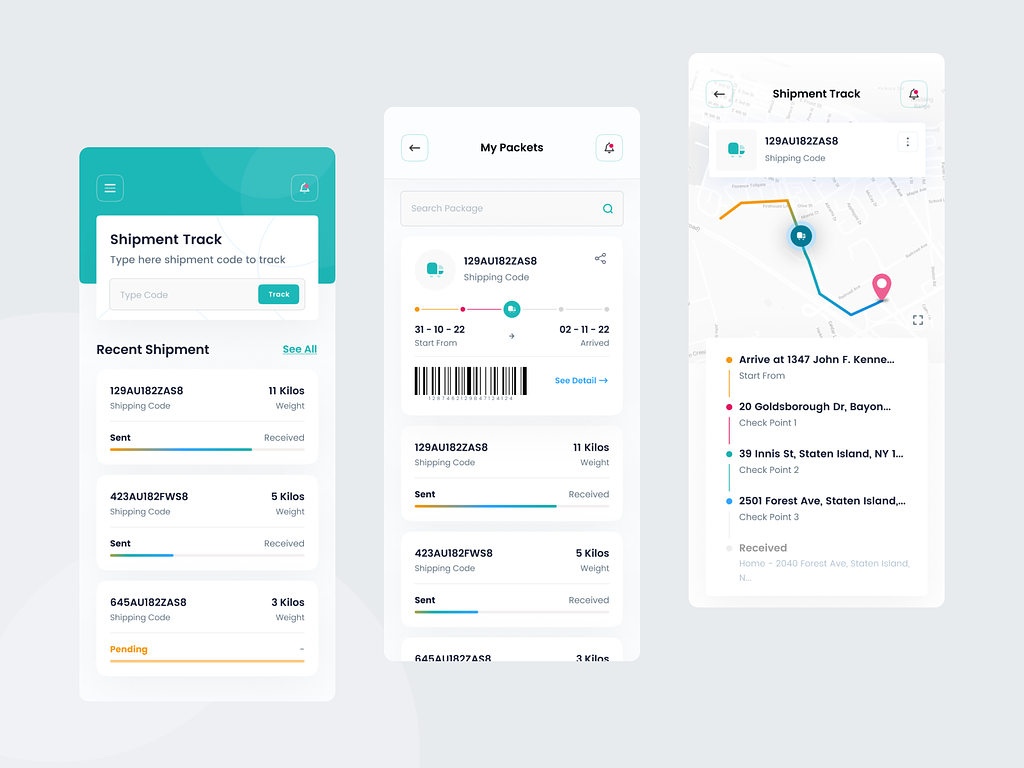 Shipment Track
Type here shipment code to track
Type Code
Track
Recent Shipment
See All
129AU182ZAS8
11 Kilos
Shipping Code
Weight
Sent
Received
423AU182FWS8
5 Kilos
Shipping Code
Weight
Sent
Received
645AU182ZAS8
3 Kilos
Shipping Code
Weight
Pending
-
My Packets
Search Package
129AU182ZAS8
Shipping Code
31 - 10 - 22
02 - 11 - 22
Start From
Arrived
See Detail →
129AU182ZAS8
11 Kilos
Shipping Code
Weight
Sent
Received
423AU182FWS8
5 Kilos
Shipping Code
Weight
Sent
Received
645AU182ZAS8
3 Kilos
Shipment Track
129AU182ZAS8
Shipping Code
Arrive at 1347 John F. Kenne...
Start From
20 Goldsborough Dr, Bayon...
Check Point 1
39 Innis St, Staten Island, NY 1...
Check Point 2
2501 Forest Ave, Staten Island,...
Check Point 3
Received
Home - 2040 Forest Ave, Staten Island,
N...